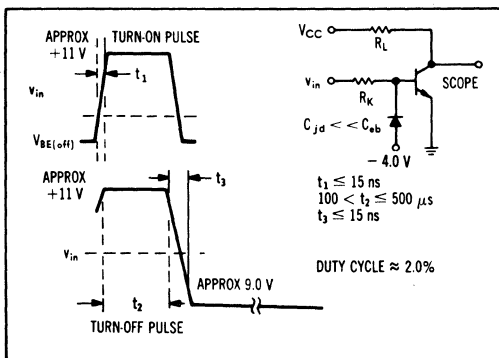 APPROX
+11 V
TURN-ON PULSE
t₁
Vin
VBE(off)
APPROX
+11 V
t₃
Vin
APPROX 9.0 V
t₂
TURN-OFF PULSE
VCC
RL
SCOPE
Vin
RK
Cjd << Ceb
– 4.0 V
t₁ ≤ 15 ns
100 < t₂ ≤ 500 μs
t₃ ≤ 15 ns
DUTY CYCLE ≈ 2.0%